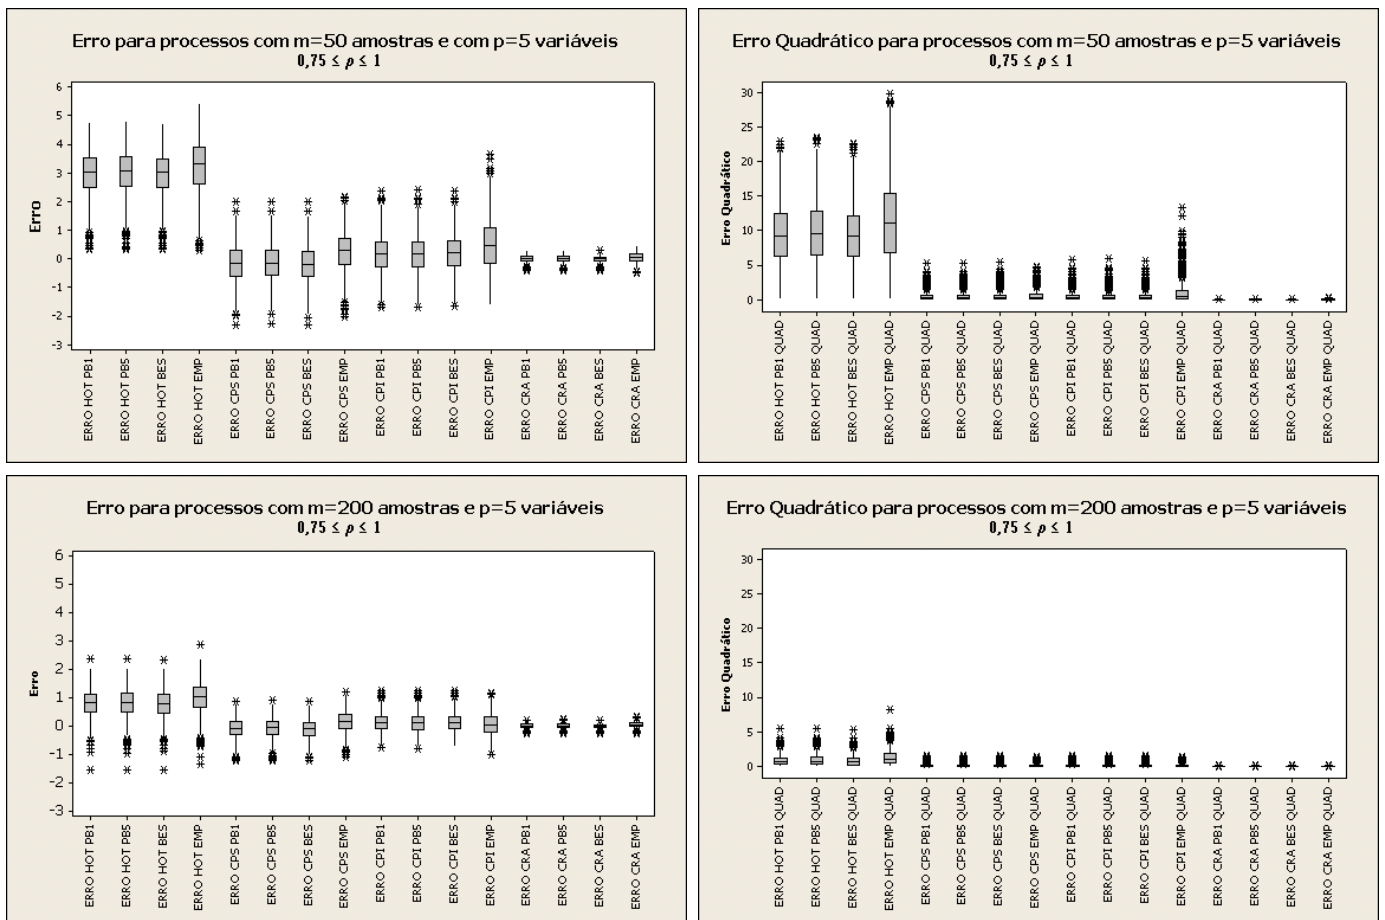 Erro para processos com m=50 amostras e com p=5 variáveis
0,75 ≤ ρ ≤ 1
Erro
6
5
4
3
2
1
0
-1
-2
-3
ERRO HOT PB1
ERRO HOT PB5
ERRO HOT BES
ERRO HOT EMP
ERRO CPS PB1
ERRO CPS PB5
ERRO CPS BES
ERRO CPS EMP
ERRO CPI PB1
ERRO CPI PB5
ERRO CPI BES
ERRO CPI EMP
ERRO CRA PB1
ERRO CRA PB5
ERRO CRA BES
ERRO CRA EMP
Erro Quadrático para processos com m=50 amostras e p=5 variáveis
0,75 ≤ ρ ≤ 1
Erro Quadrático
30
25
20
15
10
5
0
ERRO HOT PB1 QUAD
ERRO HOT PB5 QUAD
ERRO HOT BES QUAD
ERRO HOT EMP QUAD
ERRO CPS PB1 QUAD
ERRO CPS PB5 QUAD
ERRO CPS BES QUAD
ERRO CPS EMP QUAD
ERRO CPI PB1 QUAD
ERRO CPI PB5 QUAD
ERRO CPI BES QUAD
ERRO CPI EMP QUAD
ERRO CRA PB1 QUAD
ERRO CRA PB5 QUAD
ERRO CRA BES QUAD
ERRO CRA EMP QUAD
Erro para processos com m=200 amostras e p=5 variáveis
0,75 ≤ ρ ≤ 1
Erro
6
5
4
3
2
1
0
-1
-2
-3
ERRO HOT PB1
ERRO HOT PB5
ERRO HOT BES
ERRO HOT EMP
ERRO CPS PB1
ERRO CPS PB5
ERRO CPS BES
ERRO CPS EMP
ERRO CPI PB1
ERRO CPI PB5
ERRO CPI BES
ERRO CPI EMP
ERRO CRA PB1
ERRO CRA PB5
ERRO CRA BES
ERRO CRA EMP
Erro Quadrático para processos com m=200 amostras e p=5 variáveis
0,75 ≤ ρ ≤ 1
Erro Quadrático
30
25
20
15
10
5
0
ERRO HOT PB1 QUAD
ERRO HOT PB5 QUAD
ERRO HOT BES QUAD
ERRO HOT EMP QUAD
ERRO CPS PB1 QUAD
ERRO CPS PB5 QUAD
ERRO CPS BES QUAD
ERRO CPS EMP QUAD
ERRO CPI PB1 QUAD
ERRO CPI PB5 QUAD
ERRO CPI BES QUAD
ERRO CPI EMP QUAD
ERRO CRA PB1 QUAD
ERRO CRA PB5 QUAD
ERRO CRA BES QUAD
ERRO CRA EMP QUAD